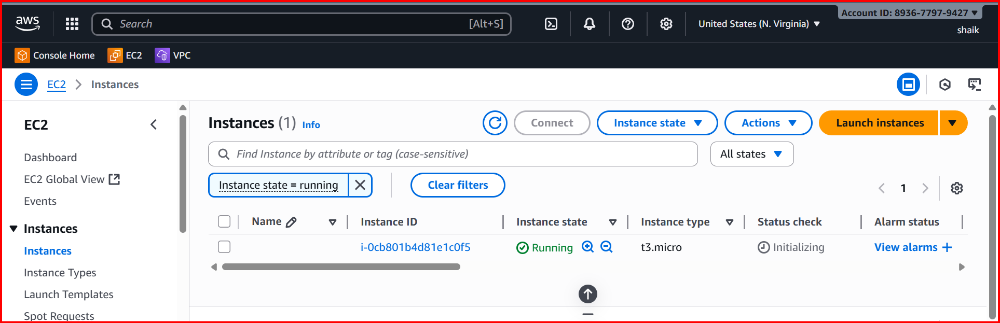 aws
Search [Alt+S]
United States (N. Virginia)
Account ID: 8936-7797-9427
shaik
Console Home EC2 VPC
EC2 Instances
EC2
Dashboard
EC2 Global View
Events
Instances
Instances
Instance Types
Launch Templates
Spot Requests
Instances (1) Info
Connect Instance state Actions Launch instances
Find Instance by attribute or tag (case-sensitive) All states
Instance state = running Clear filters
1
Name Instance ID Instance state Instance type Status check Alarm status
i-0cb801b4d81e1c0f5 Running t3.micro Initializing View alarms